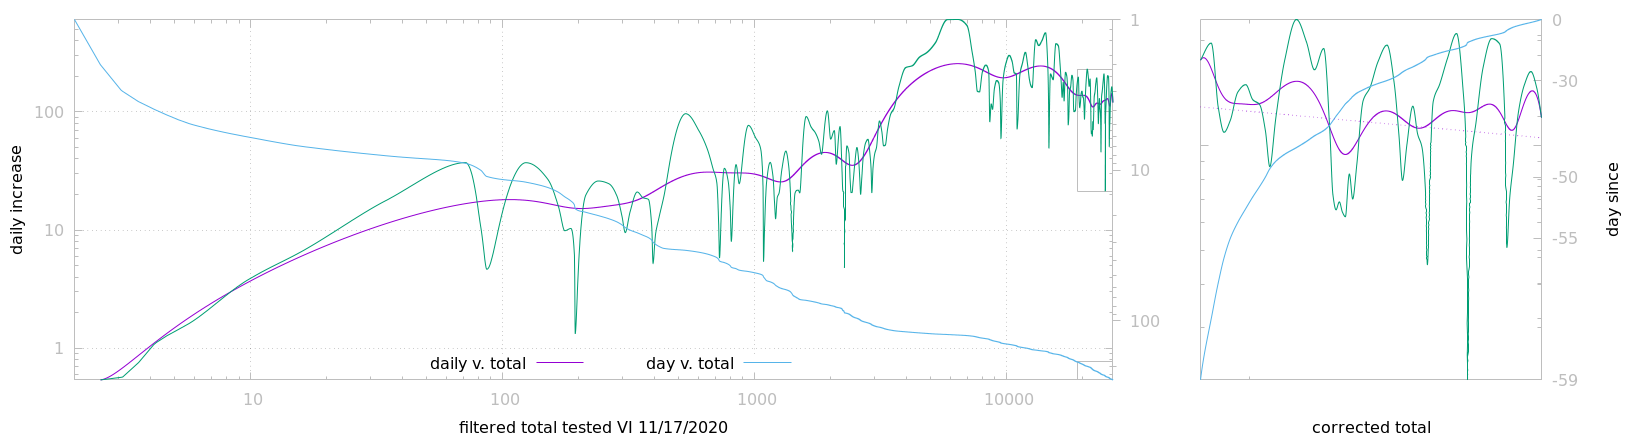 daily increase
100
10
1
10
100
1000
10000
1
10
100
daily v. total
day v. total
filtered total tested VI 11/17/2020
0
-30
-50
-55
-59
day since
corrected total